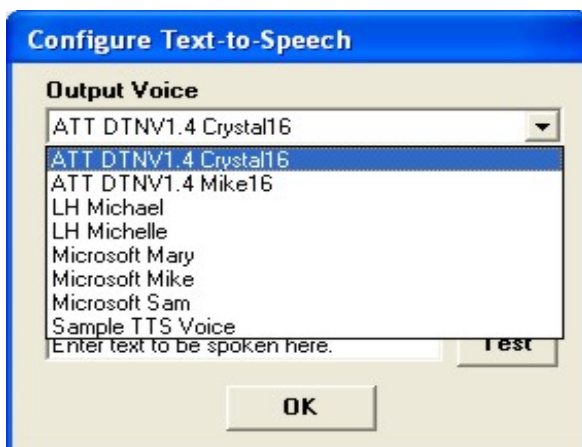 Configure Text-to-Speech
Output Voice
ATT DTNV1.4 Crystal16
ATT DTNV1.4 Crystal16
ATT DTNV1.4 Mike16
LH Michael
LH Michelle
Microsoft Mary
Microsoft Mike
Microsoft Sam
Sample TTS Voice
Enter text to be spoken here. Test
OK